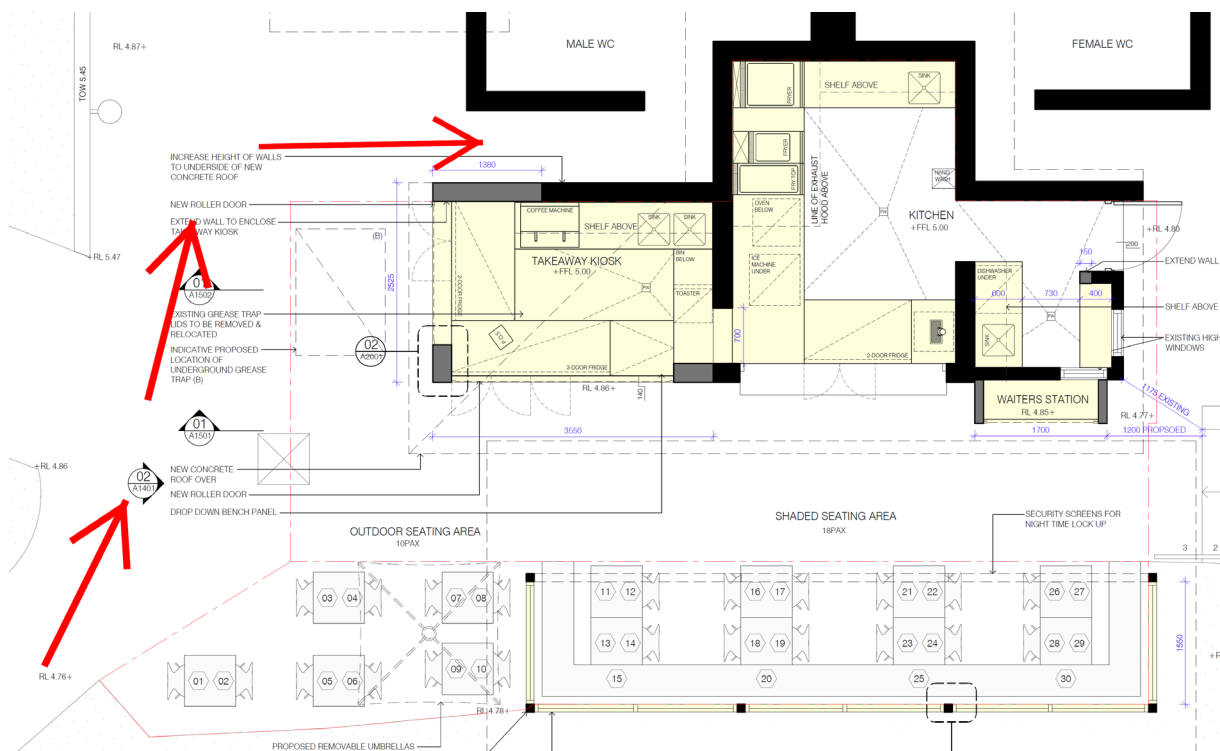 MALE WC
FEMALE WC
RL 4.87+
TOW 5.45
FRYER
SHELF ABOVE
SINK
FRYER
INCREASE HEIGHT OF WALLS
TO UNDERSIDE OF NEW
CONCRETE ROOF
1380
FRY TOP
LINE OF EXHAUST
HOOD ABOVE
HAND
WASH
NEW ROLLER DOOR
EXTEND WALL TO ENCLOSE
COFFEE MACHINE
SHELF ABOVE
SINK
SINK
OVEN
BELOW
FW
KITCHEN
+FFL 5.00
+RL 4.80
200
(B)
RL 5.47
2525
2-DOOR FRIDGE
TAKEAWAY KIOSK
+FFL 5.00
BIN
BELOW
ICE
MACHINE
UNDER
150
EXTEND WALL
DISHWASHER
UNDER
A1502
FW
TOASTER
600
730
400
SHELF ABOVE
EXISTING GREASE TRAP
LIDS TO BE REMOVED &
RELOCATED
P.O.S
700
FW
SINK
EXISTING HIGH
WINDOWS
INDICATIVE PROPOSED
LOCATION OF
UNDERGROUND GREASE
TRAP (B)
02
A2001
3-DOOR FRIDGE
2-DOOR FRIDGE
RL 4.86+
140
WAITERS STATION
RL 4.85+
RL 4.77+
1175 EXISTING
01
A1501
3550
1700
1200 PROPSOED
+RL 4.86
02
A1401
NEW CONCRETE
ROOF OVER
NEW ROLLER DOOR
DROP DOWN BENCH PANEL
OUTDOOR SEATING AREA
10PAX
SHADED SEATING AREA
18PAX
SECURITY SCREENS FOR
NIGHT TIME LOCK UP
3
2
03 04
07 08
11 12
16 17
21 22
26 27
13 14
18 19
23 24
28 29
1550
01 02
05 06
09 10
15
20
25
30
RL 4.76+
RL 4.78+
PROPOSED REMOVABLE UMBRELLAS